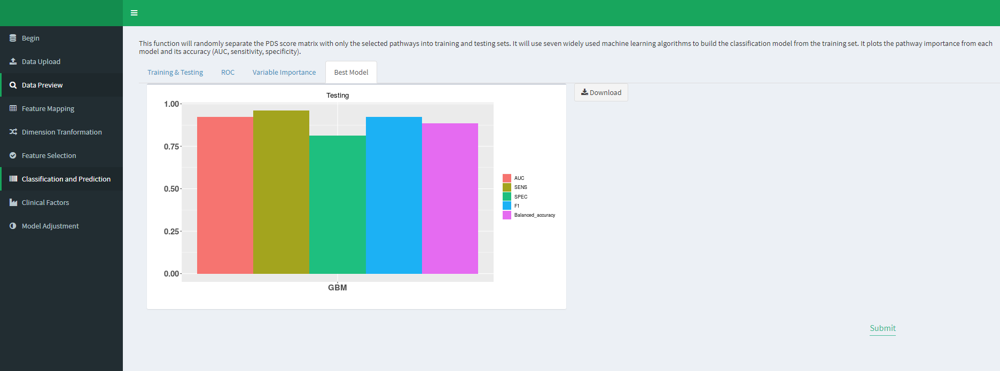 Begin
Data Upload
Data Preview
Feature Mapping
Dimension Tranformation
Feature Selection
Classification and Prediction
Clinical Factors
Model Adjustment
This function will randomly separate the PDS score matrix with only the selected pathways into training and testing sets. It will use seven widely used machine learning algorithms to build the classification model from the training set. It plots the pathway importance from each
model and its accuracy (AUC, sensitivity, specificity).
Training & Testing
ROC
Variable Importance
Best Model
Download
Testing
1.00
0.75
0.50
0.25
0.00
GBM
AUC
SENS
SPEC
F1
Balanced_accuracy
Submit